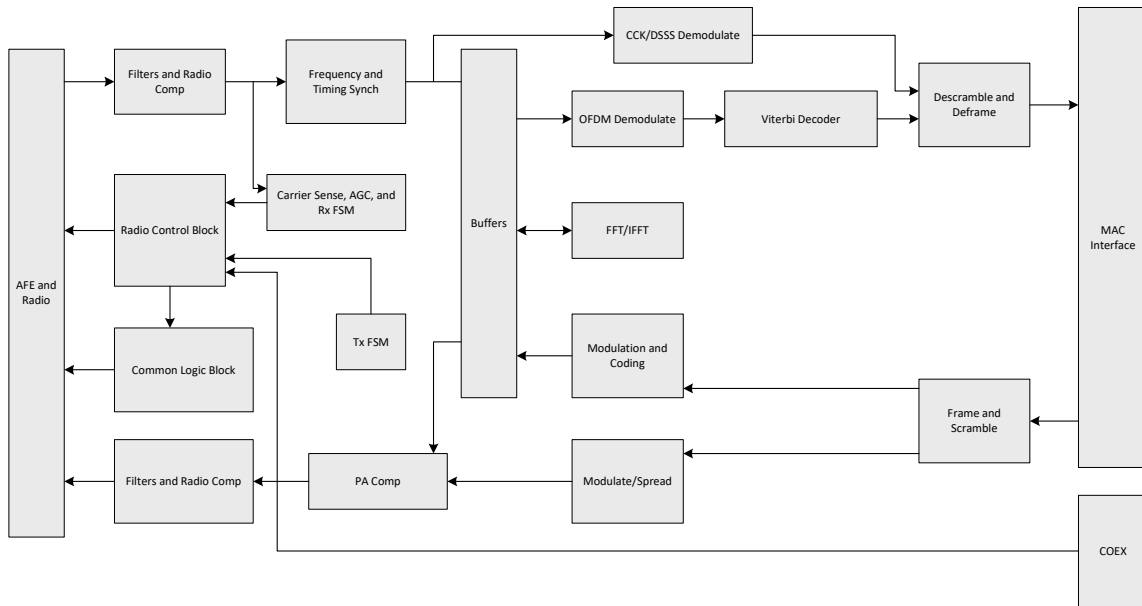 CCK/DSSS Demodulate
Filters and Radio
Comp
Frequency and
Timing Synch
Descramble and
Deframe
OFDM Demodulate
Viterbi Decoder
Carrier Sense, AGC, and
Rx FSM
Radio Control Block
Buffers
FFT/IFFT
MAC
Interface
AFE and
Radio
Tx FSM
Common Logic Block
Modulation and
Coding
Frame and
Scramble
Filters and Radio Comp
PA Comp
Modulate/Spread
COEX